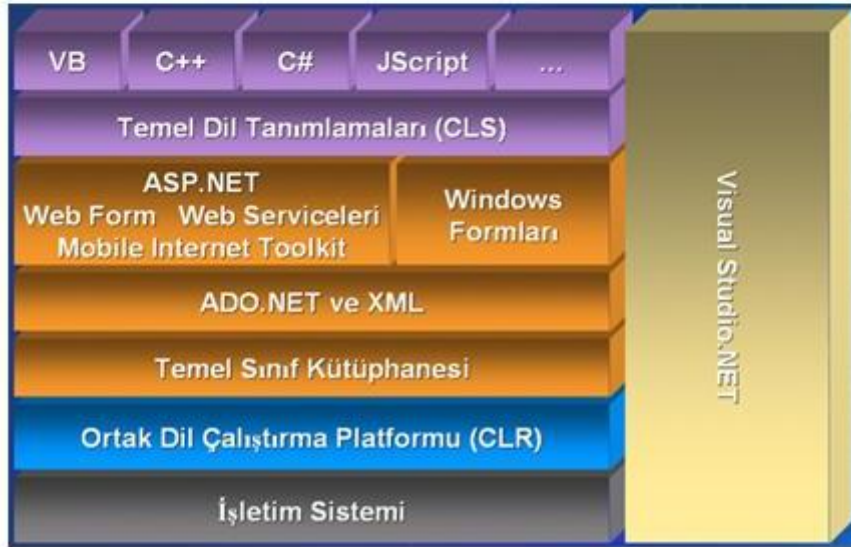 VB C++ C# JScript ...
Temel Dil Tanımlamaları (CLS)
ASP.NET
Web Form Web Serviceleri
Mobile Internet Toolkit
Windows
Formları
ADO.NET ve XML
Temel Sınıf Kütüphanesi
Ortak Dil Çalıştırma Platformu (CLR)
İşletim Sistemi
Visual Studio.NET